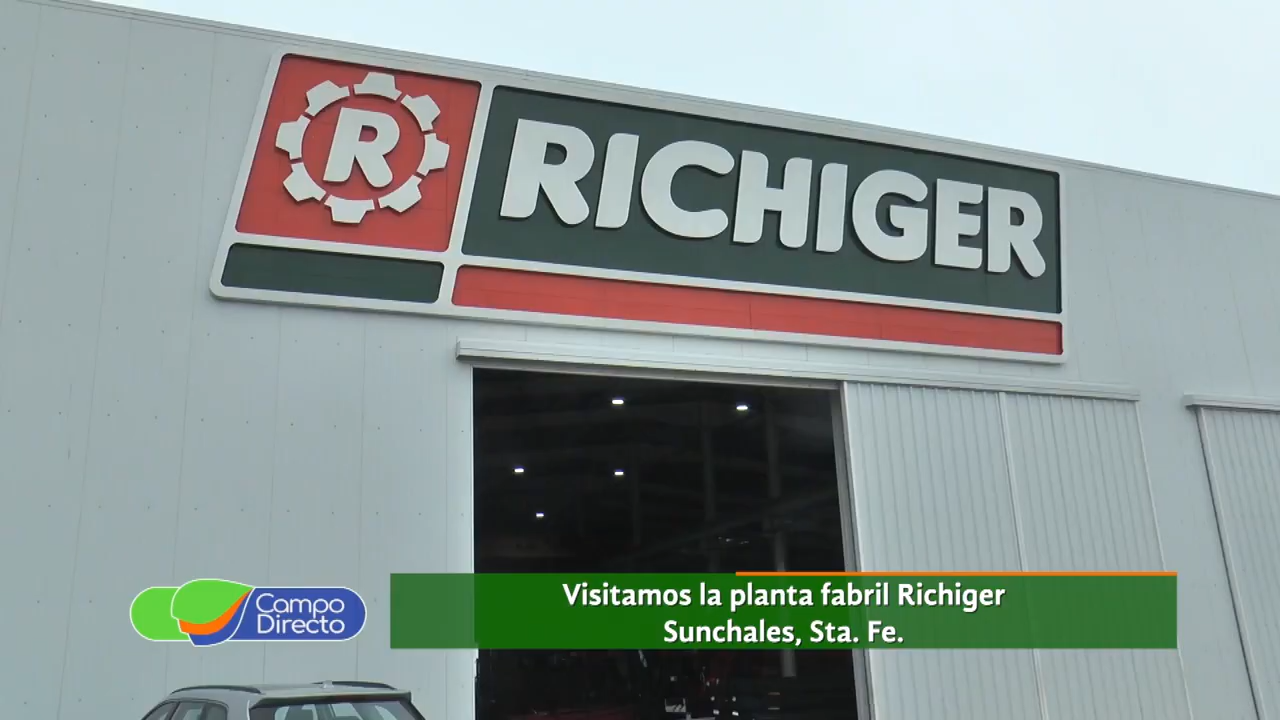 R
RICHIGER
Campo
Directo
Visitamos la planta fabril Richiger
Sunchales, Sta. Fe.